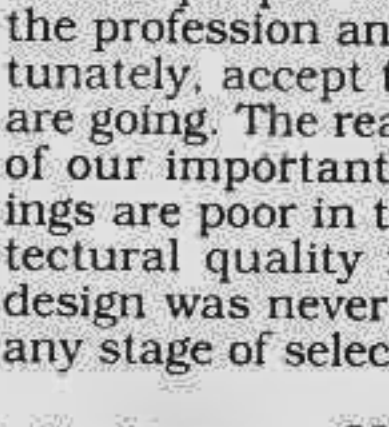 the profession an
tunately, accept
are going. The rea
of our important
ings are poor in t
tectural quality
design was never
any stage of selec